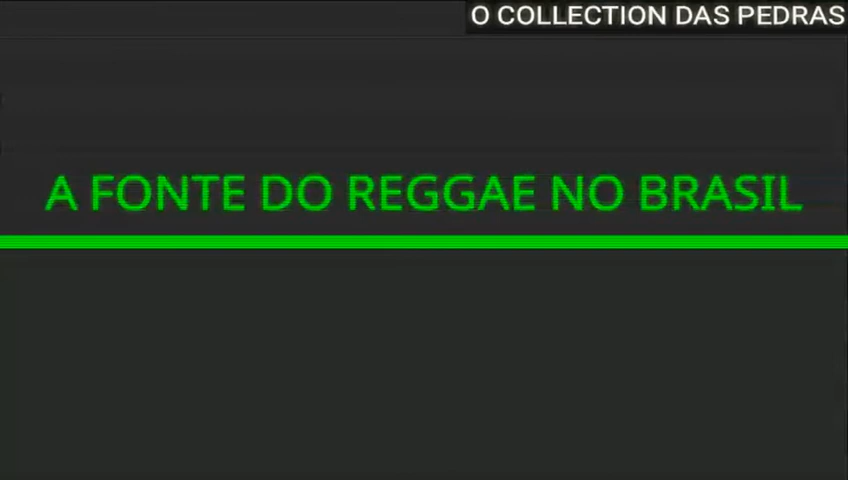 O COLLECTION DAS PEDRAS
A FONTE DO REGGAE NO BRASIL